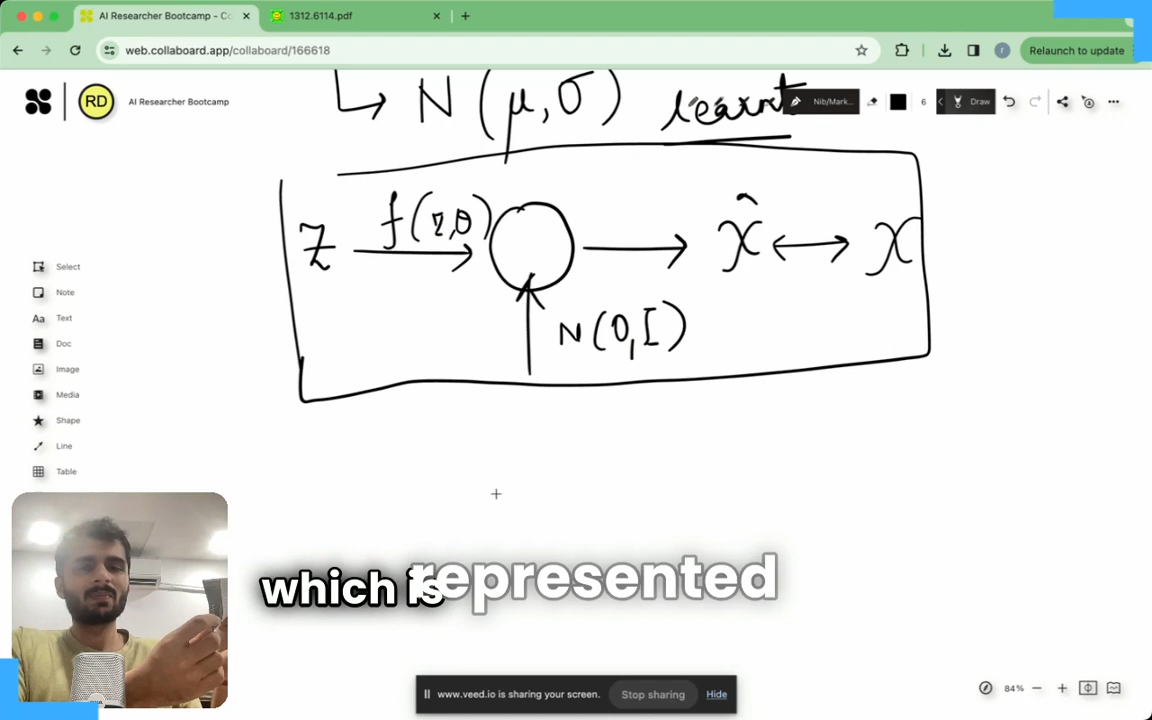 AI Researcher Bootcamp - Co
1312.6114.pdf
web.collaboard.app/collaboard/166618
Relaunch to update
RD
AI Researcher Bootcamp
Nib/Mark...
6
Draw
↳ N(μ,σ) learnt
z f(z,θ) → x̂ ↔ x
N(0,I)
Select
Note
Text
Doc
Image
Media
Shape
Line
Table
which is represented
www.veed.io is sharing your screen.
Stop sharing
Hide
84%